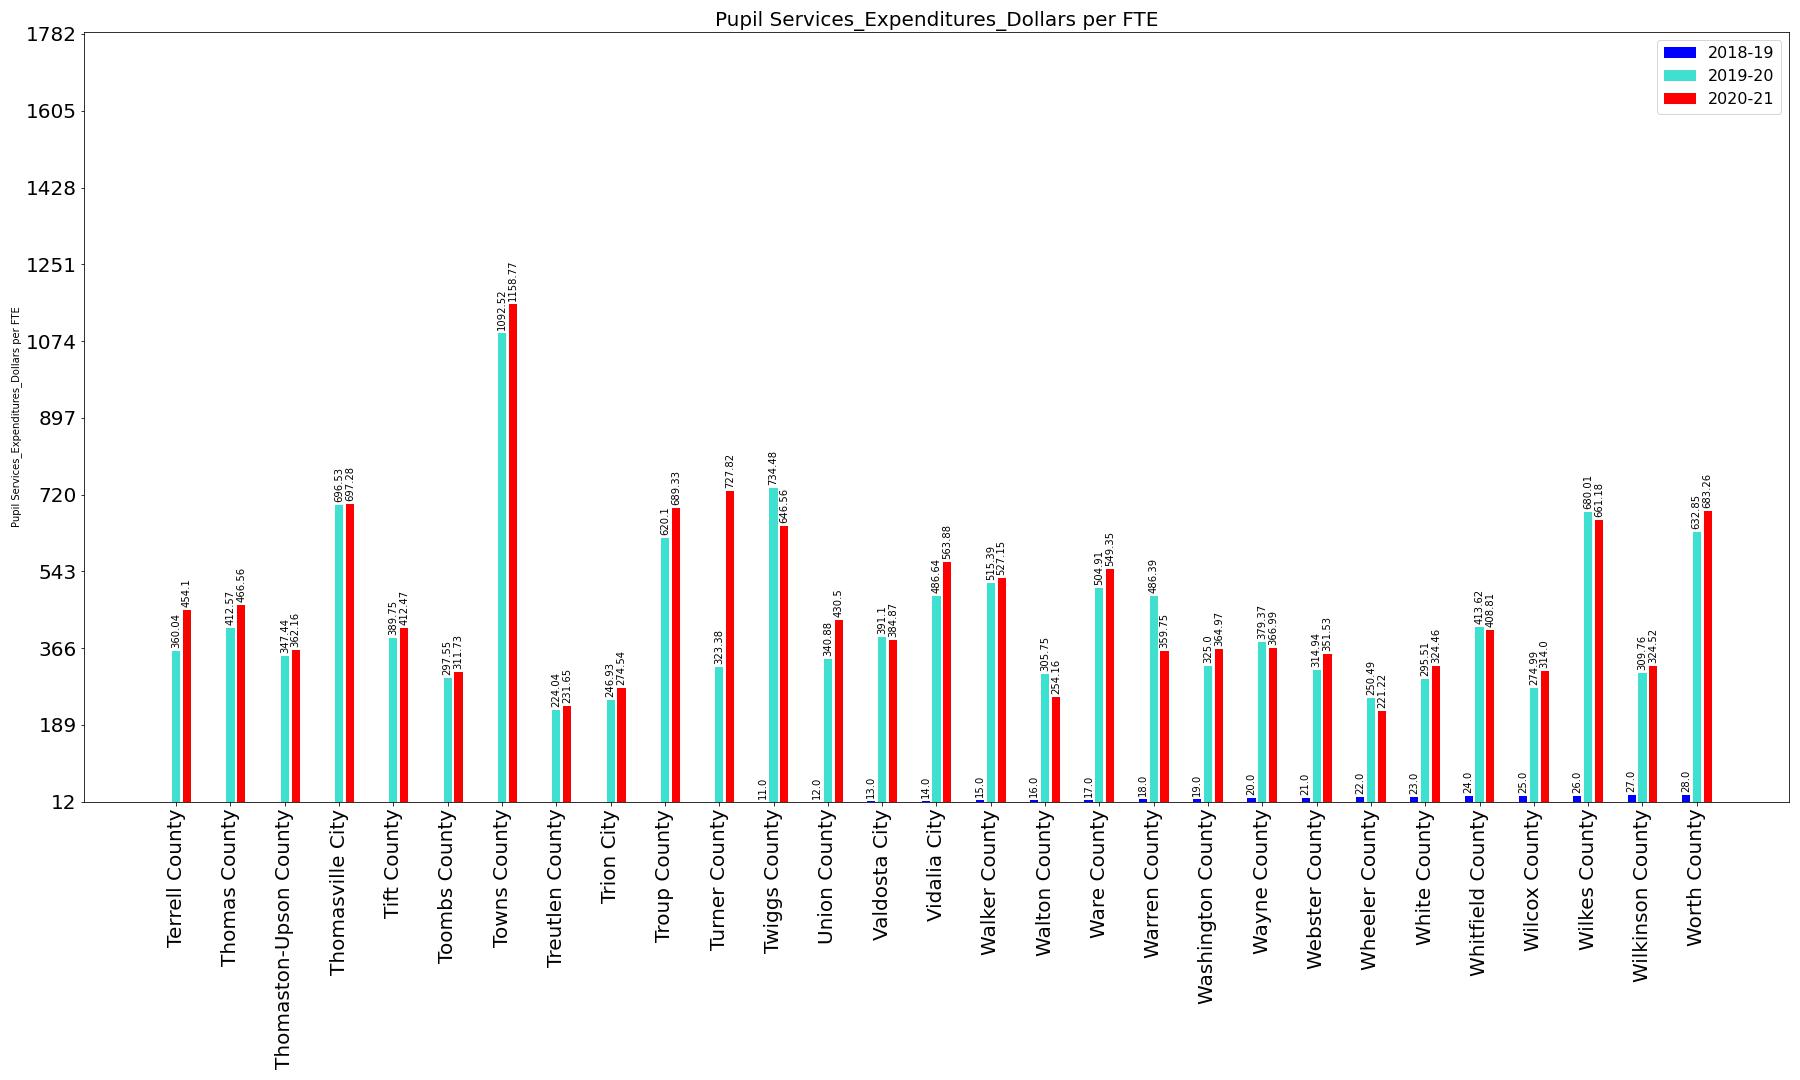 Pupil Services_Expenditures_Dollars per FTE
2018-19
2019-20
2020-21
Pupil Services_Expenditures_Dollars per FTE
1782
1605
1428
1251
1074
897
720
543
366
189
12
360.04 454.1
412.57 466.56
347.44 362.16
696.53 697.28
389.75 412.47
297.55 311.73
1092.52 1158.77
224.04 231.65
246.93 274.54
620.1 689.33
323.38 727.82
11.0 734.48 646.56
12.0 340.88 430.5
13.0 391.1 384.87
14.0 486.64 563.88
15.0 515.39 527.15
16.0 305.75 254.16
17.0 504.91 549.35
18.0 486.39 359.75
19.0 325.0 364.97
20.0 379.37 366.99
21.0 314.94 351.53
22.0 250.49 221.22
23.0 295.51 324.46
24.0 413.62 408.81
25.0 274.99 314.0
26.0 680.01 661.18
27.0 309.76 324.52
28.0 632.85 683.26
Terrell County
Thomas County
Thomaston-Upson County
Thomasville City
Tift County
Toombs County
Towns County
Treutlen County
Trion City
Troup County
Turner County
Twiggs County
Union County
Valdosta City
Vidalia City
Walker County
Walton County
Ware County
Warren County
Washington County
Wayne County
Webster County
Wheeler County
White County
Whitfield County
Wilcox County
Wilkes County
Wilkinson County
Worth County